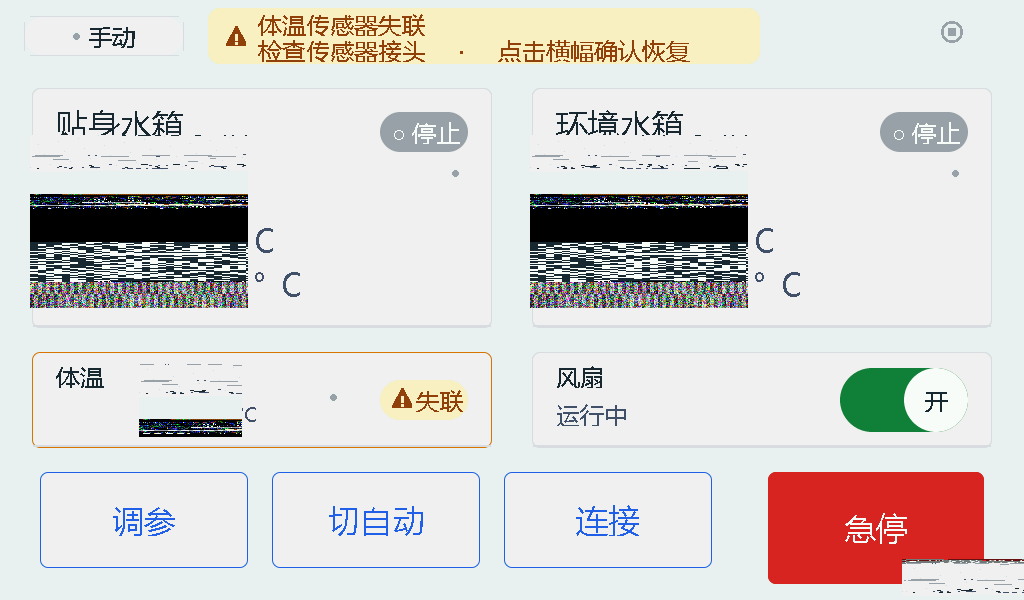 手动
体温传感器失联
检查传感器接头 · 点击横幅确认恢复
贴身水箱
停止
C
° C
环境水箱
停止
C
° C
体温
°C
失联
风扇
运行中
开
调参
切自动
连接
急停